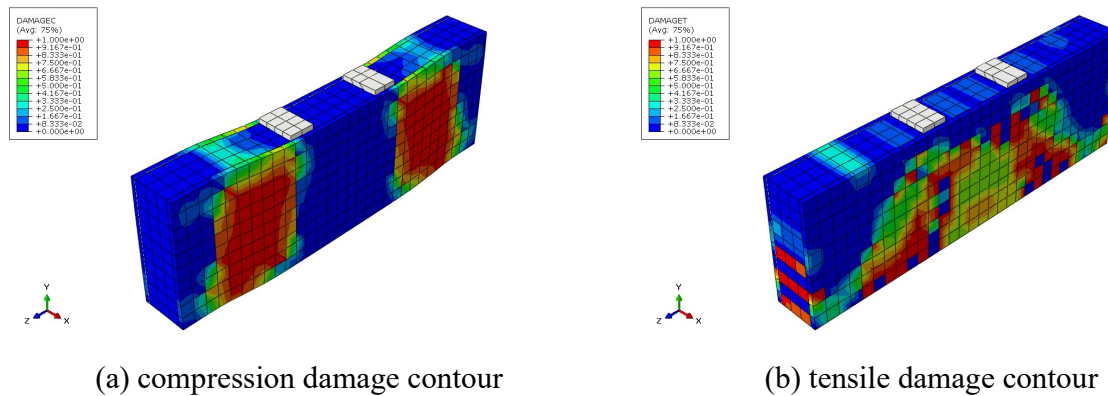 DAMAGEC
(Avg: 75%)
+1.000e+00
+9.167e-01
+8.333e-01
+7.500e-01
+6.667e-01
+5.833e-01
+5.000e-01
+4.167e-01
+3.333e-01
+2.500e-01
+1.667e-01
+8.333e-02
+0.000e+00
Y
Z
X
DAMAGET
(Avg: 75%)
+1.000e+00
+9.167e-01
+8.333e-01
+7.500e-01
+6.667e-01
+5.833e-01
+5.000e-01
+4.167e-01
+3.333e-01
+2.500e-01
+1.667e-01
+8.333e-02
+0.000e+00
Y
Z
X
(a) compression damage contour
(b) tensile damage contour